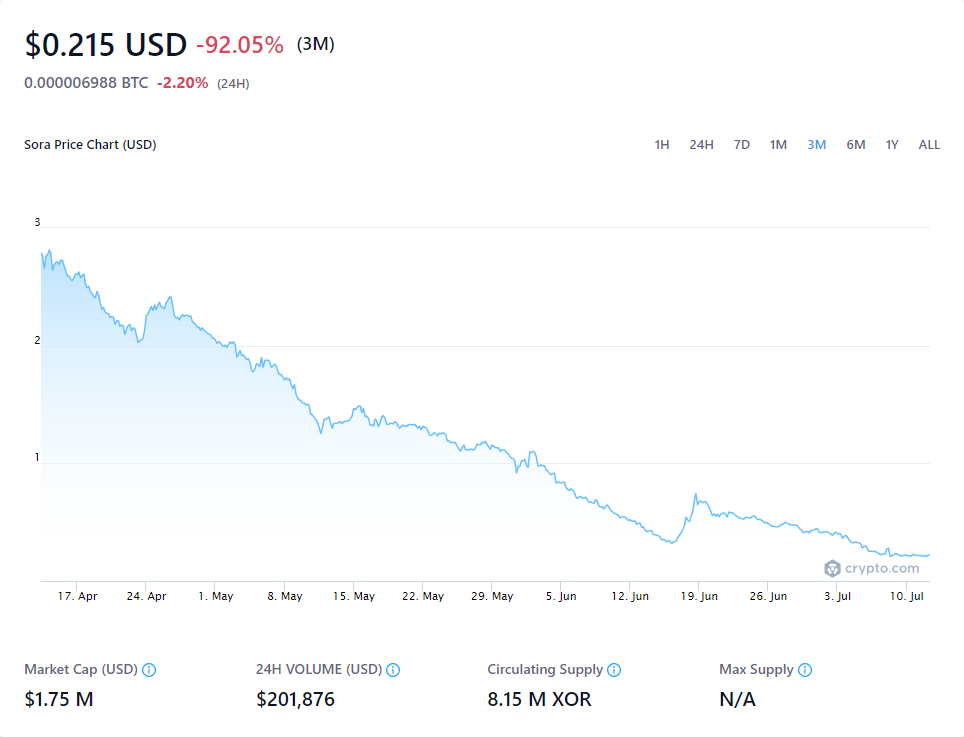 $0.215 USD -92.05% (3M)
0.000006988 BTC -2.20% (24H)
Sora Price Chart (USD) 1H 24H 7D 1M 3M 6M 1Y ALL
3
2
1
crypto.com
17. Apr 24. Apr 1. May 8. May 15. May 22. May 29. May 5. Jun 12. Jun 19. Jun 26. Jun 3. Jul 10. Jul
Market Cap (USD) 24H VOLUME (USD) Circulating Supply Max Supply
$1.75 M $201,876 8.15 M XOR N/A